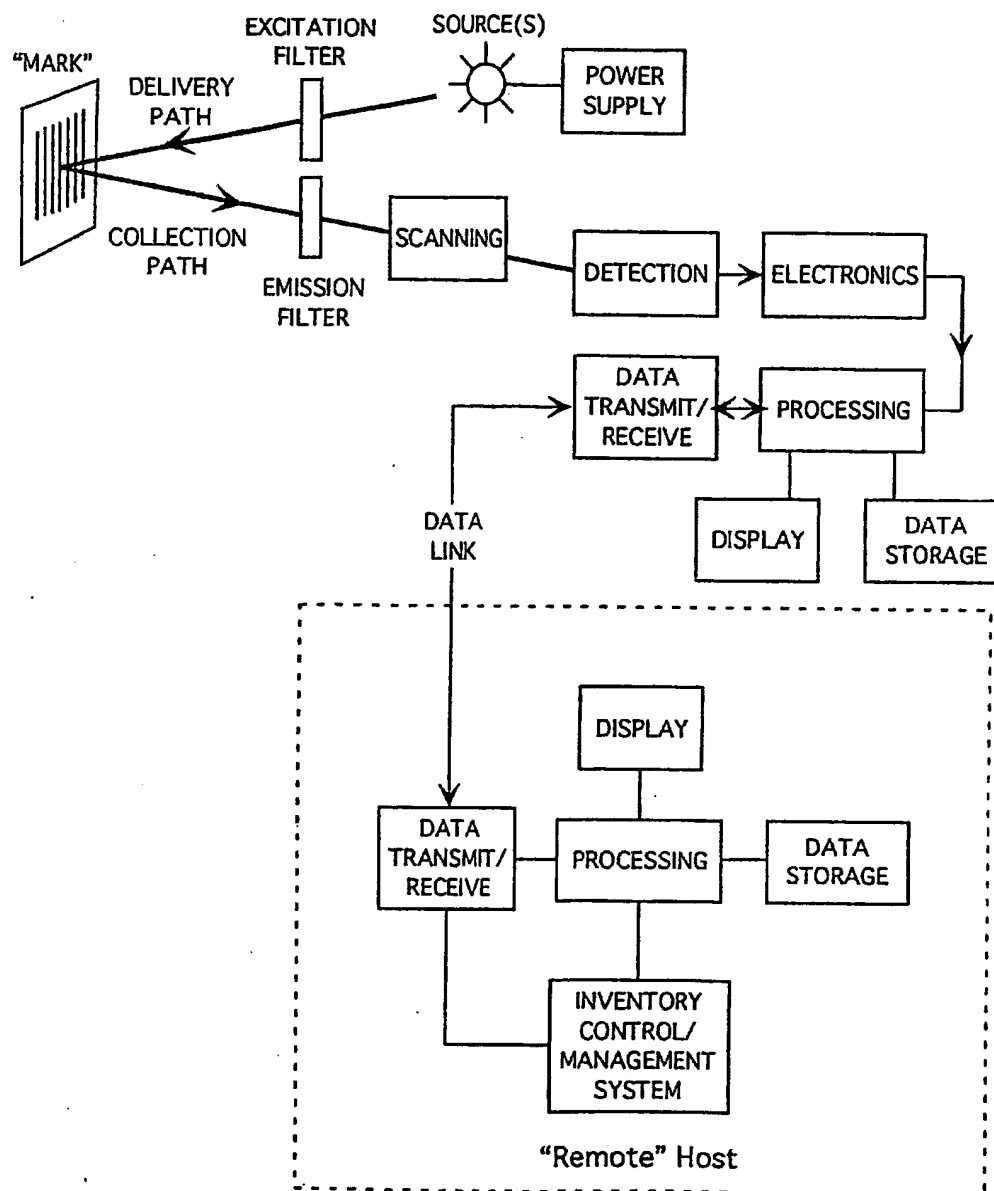 "MARK"
DELIVERY
PATH
EXCITATION
FILTER
SOURCE(S)
POWER
SUPPLY
COLLECTION
PATH
EMISSION
FILTER
SCANNING
DETECTION
ELECTRONICS
DATA
TRANSMIT/
RECEIVE
PROCESSING
DISPLAY
DATA
STORAGE
DATA
LINK
DISPLAY
DATA
TRANSMIT/
RECEIVE
PROCESSING
DATA
STORAGE
INVENTORY
CONTROL/
MANAGEMENT
SYSTEM
"Remote" Host